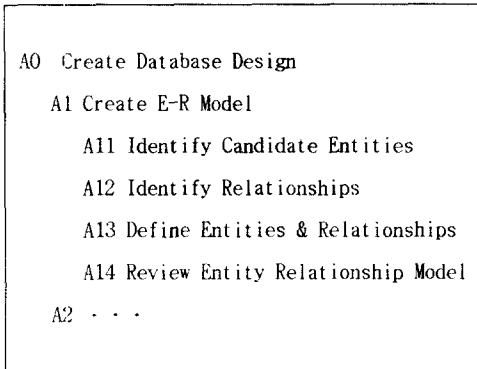 A0 Create Database Design
A1 Create E-R Model
A11 Identify Candidate Entities
A12 Identify Relationships
A13 Define Entities & Relationships
A14 Review Entity Relationship Model
A2 · · ·